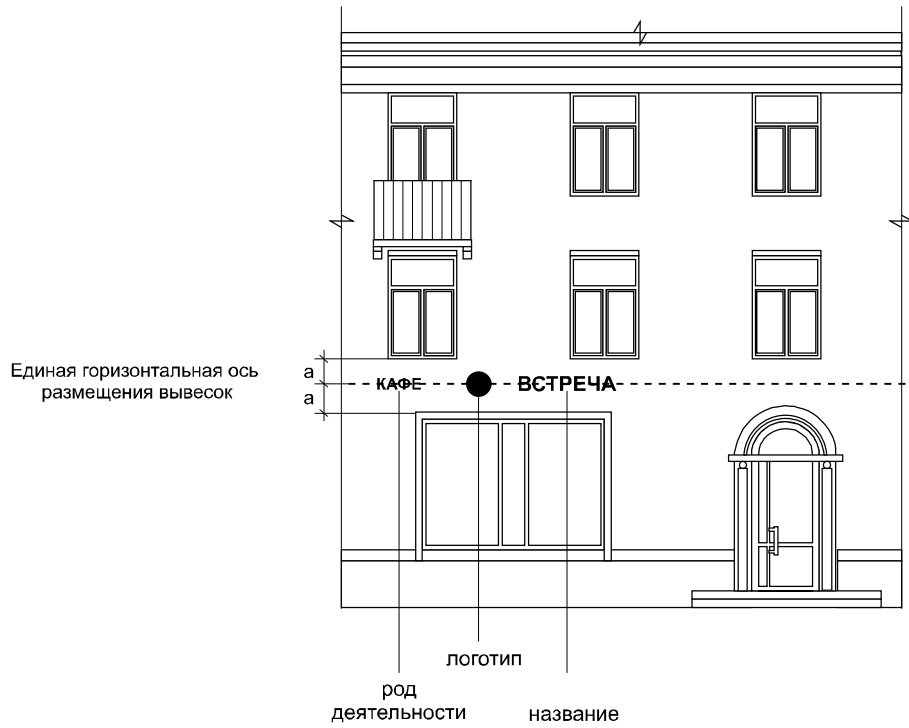 Единая горизонтальная ось
размещения вывесок
а
а
КАФЕ ВСТРЕЧА
логотип
род
деятельности
название